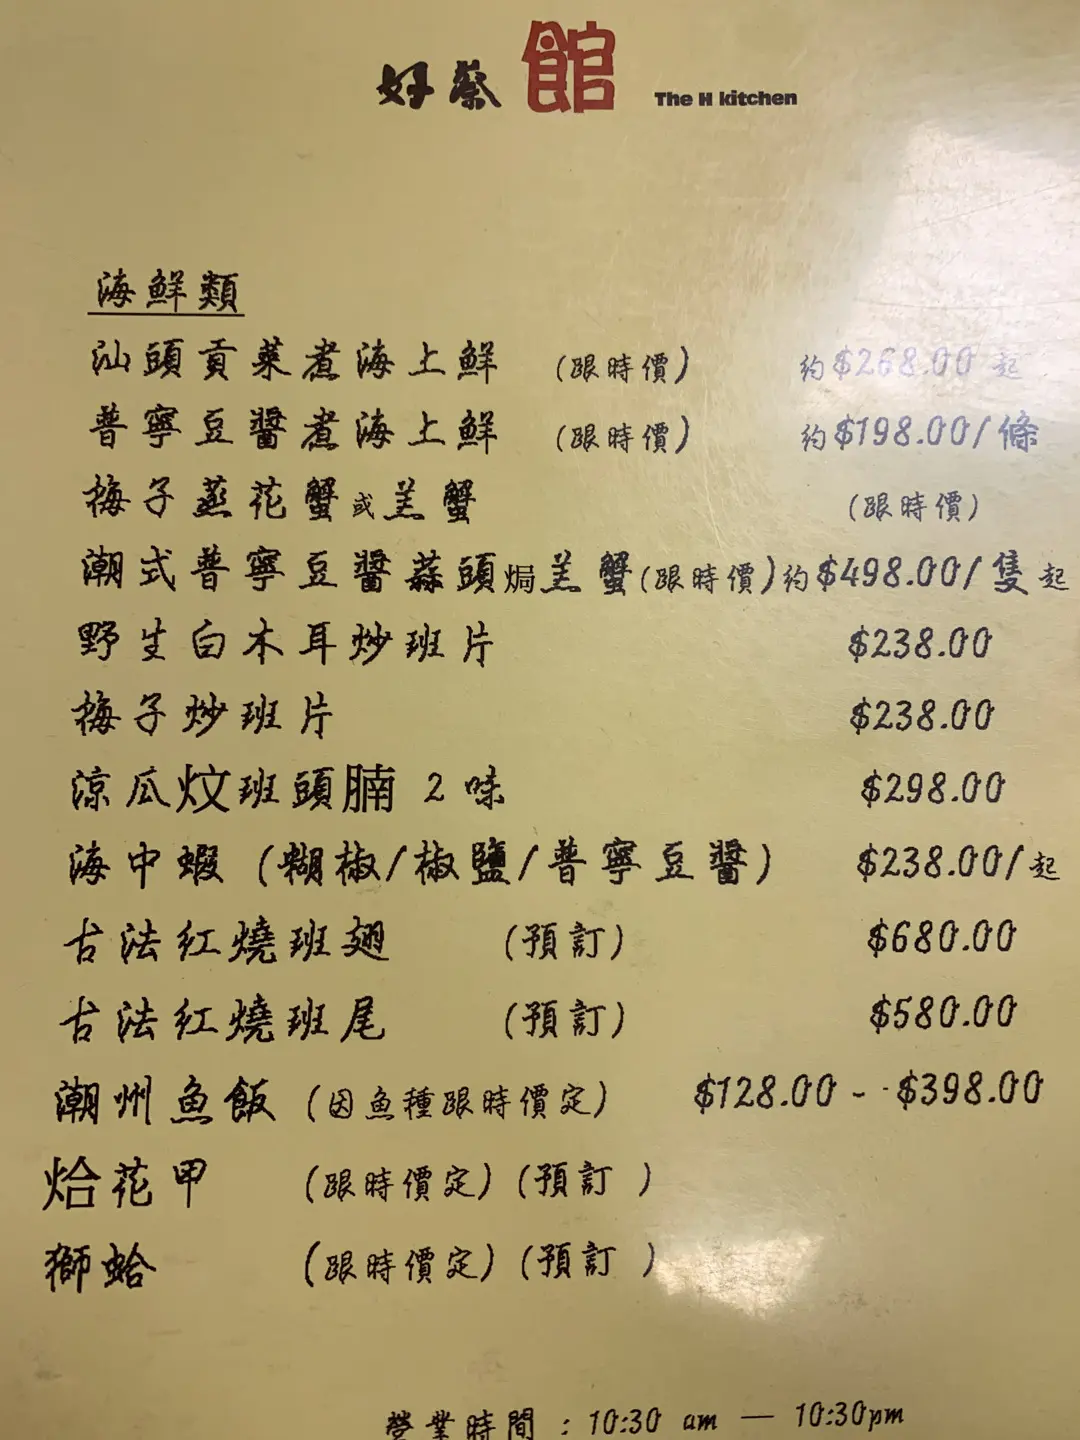 好蔡館 The H kitchen
海鮮類
汕頭貢菜煮海上鮮 (跟時價) 約$268.00 起
普寧豆醬煮海上鮮 (跟時價) 約$198.00/條
梅子蒸花蟹或羔蟹 (跟時價)
潮式普寧豆醬蒜頭焗羔蟹(跟時價) 約$498.00/隻起
野生白木耳炒班片 $238.00
梅子炒班片 $238.00
涼瓜炆班頭腩 2 味 $298.00
海中蝦 (糊椒/椒鹽/普寧豆醬) $238.00/起
古法紅燒班翅 (預訂) $680.00
古法紅燒班尾 (預訂) $580.00
潮州魚飯 (因魚種跟時價定) $128.00 - -$398.00
烚花甲 (跟時價定) (預訂 )
獅蛤 (跟時價定) (預訂 )
營業時間 : 10:30 am — 10:30pm